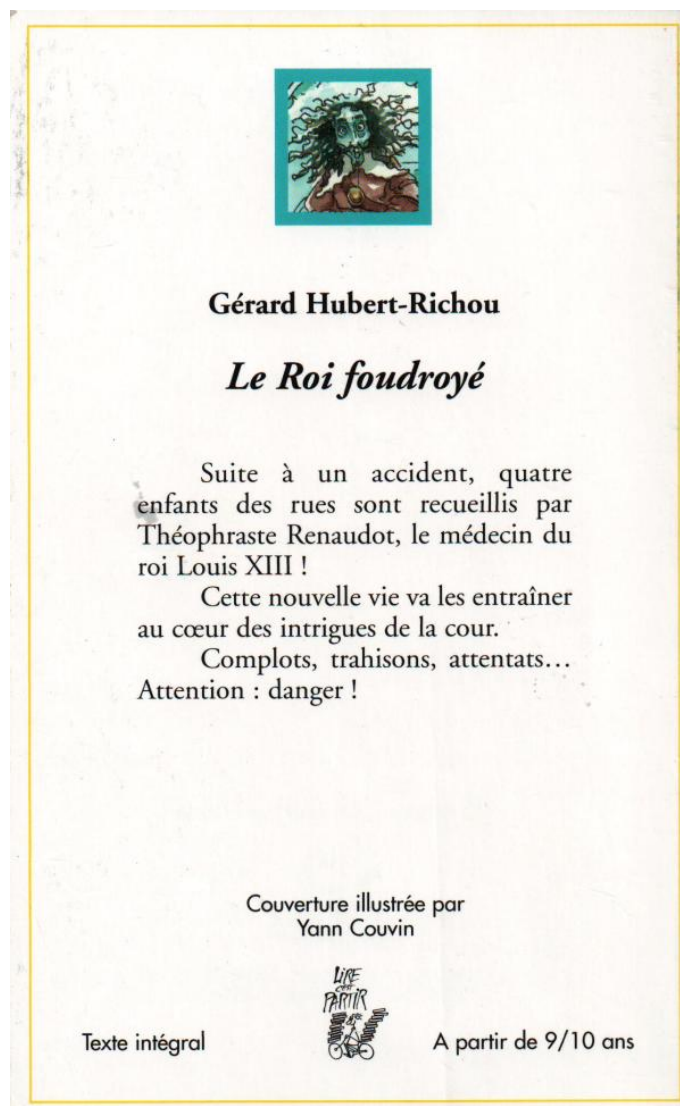 Gérard Hubert-Richou
Le Roi foudroyé
Suite à un accident, quatre
enfants des rues sont recueillis par
Théophraste Renaudot, le médecin du
roi Louis XIII !
Cette nouvelle vie va les entraîner
au cœur des intrigues de la cour.
Complots, trahisons, attentats…
Attention : danger !
Couverture illustrée par
Yann Couvin
LIRE
C'EST
PARTIR
Texte intégral
A partir de 9/10 ans